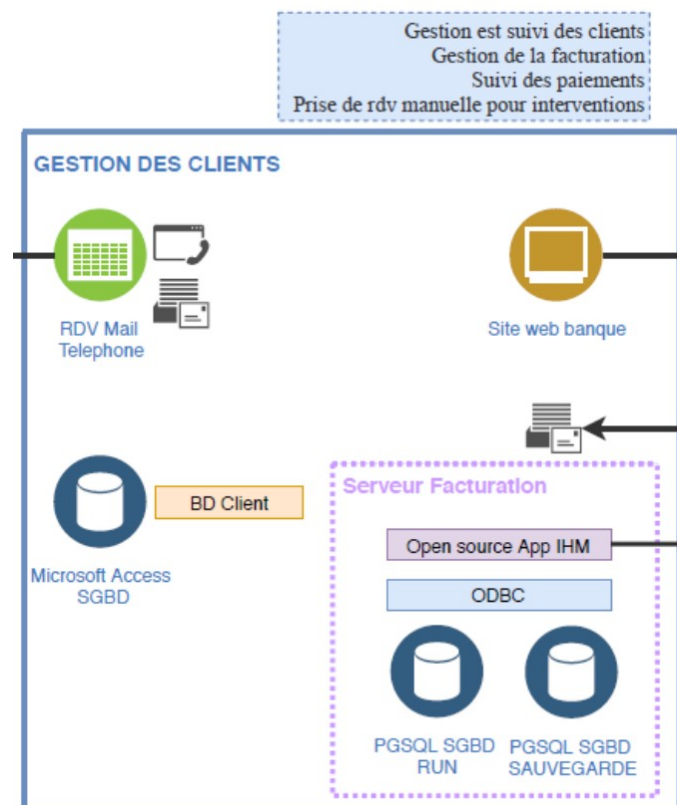 Gestion est suivi des clients
Gestion de la facturation
Suivi des paiements
Prise de rdv manuelle pour interventions
GESTION DES CLIENTS
RDV Mail
Telephone
Site web banque
Serveur Facturation
BD Client
Microsoft Access
SGBD
Open source App IHM
ODBC
PGSQL SGBD
RUN
PGSQL SGBD
SAUVEGARDE